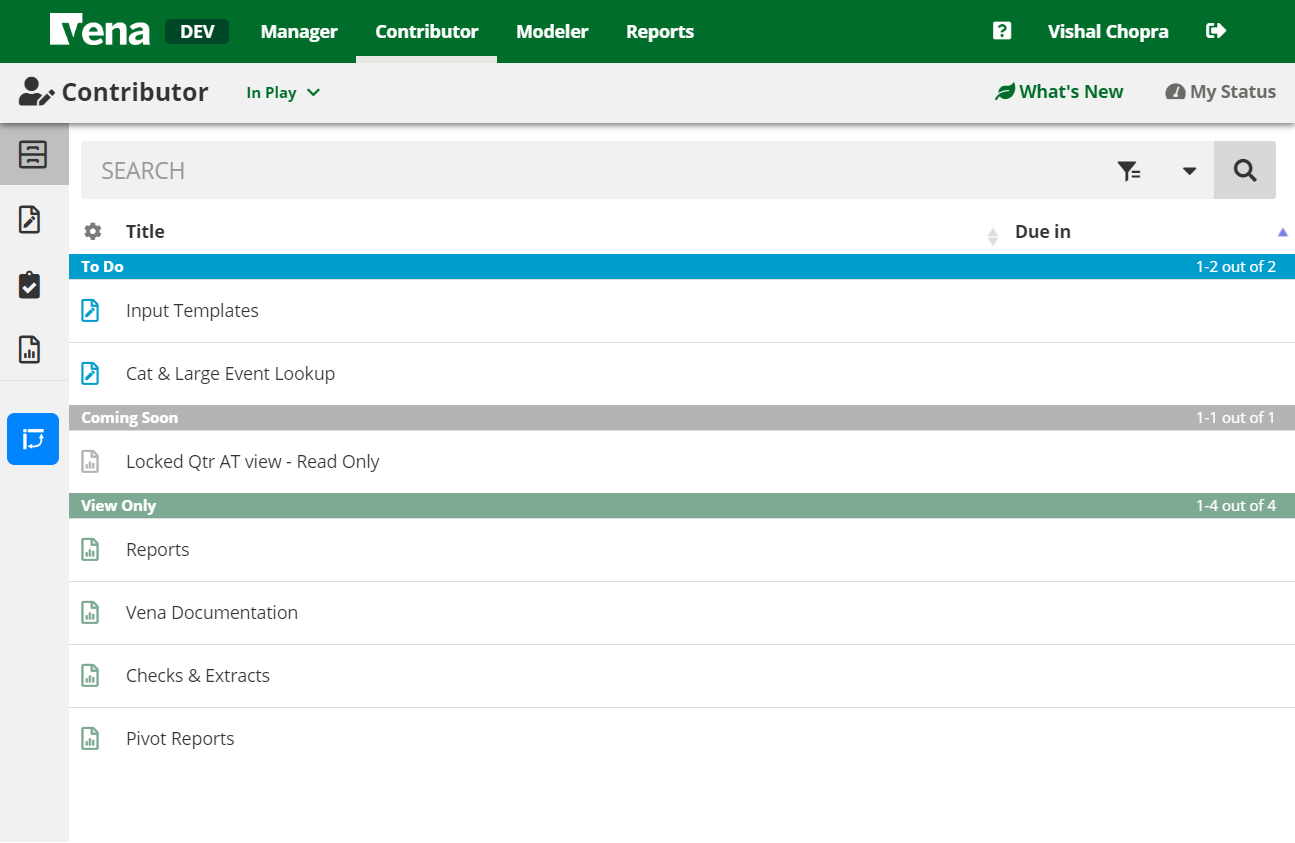 Vena DEV Manager Contributor Modeler Reports ? Vishal Chopra
Contributor In Play What's New My Status
SEARCH
Title Due in
To Do 1-2 out of 2
Input Templates
Cat & Large Event Lookup
Coming Soon 1-1 out of 1
Locked Qtr AT view - Read Only
View Only 1-4 out of 4
Reports
Vena Documentation
Checks & Extracts
Pivot Reports